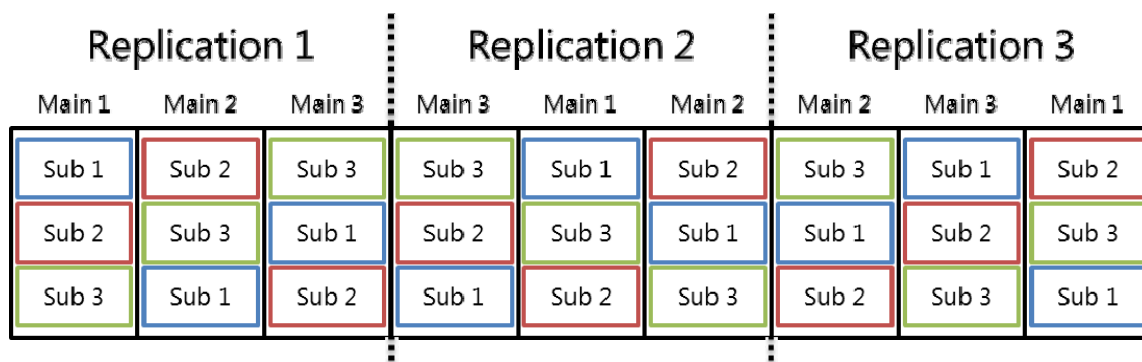 Replication 1 Replication 2 Replication 3
Main 1 Main 2 Main 3 Main 3 Main 1 Main 2 Main 2 Main 3 Main 1
Sub 1 Sub 2 Sub 3 Sub 3 Sub 1 Sub 2 Sub 3 Sub 1 Sub 2
Sub 2 Sub 3 Sub 1 Sub 2 Sub 3 Sub 1 Sub 1 Sub 2 Sub 3
Sub 3 Sub 1 Sub 2 Sub 1 Sub 2 Sub 3 Sub 2 Sub 3 Sub 1